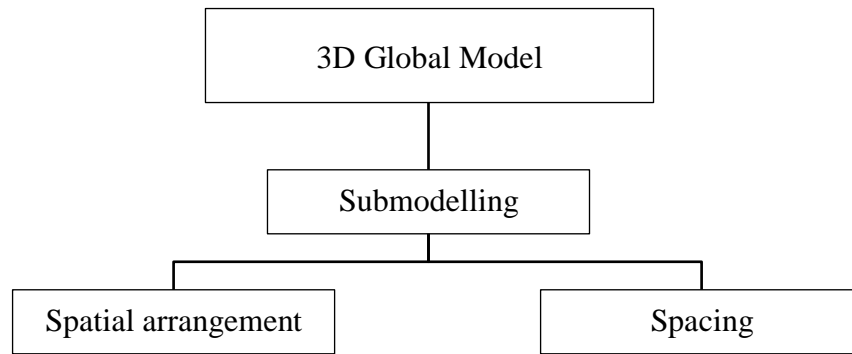 3D Global Model
Submodelling
Spatial arrangement
Spacing